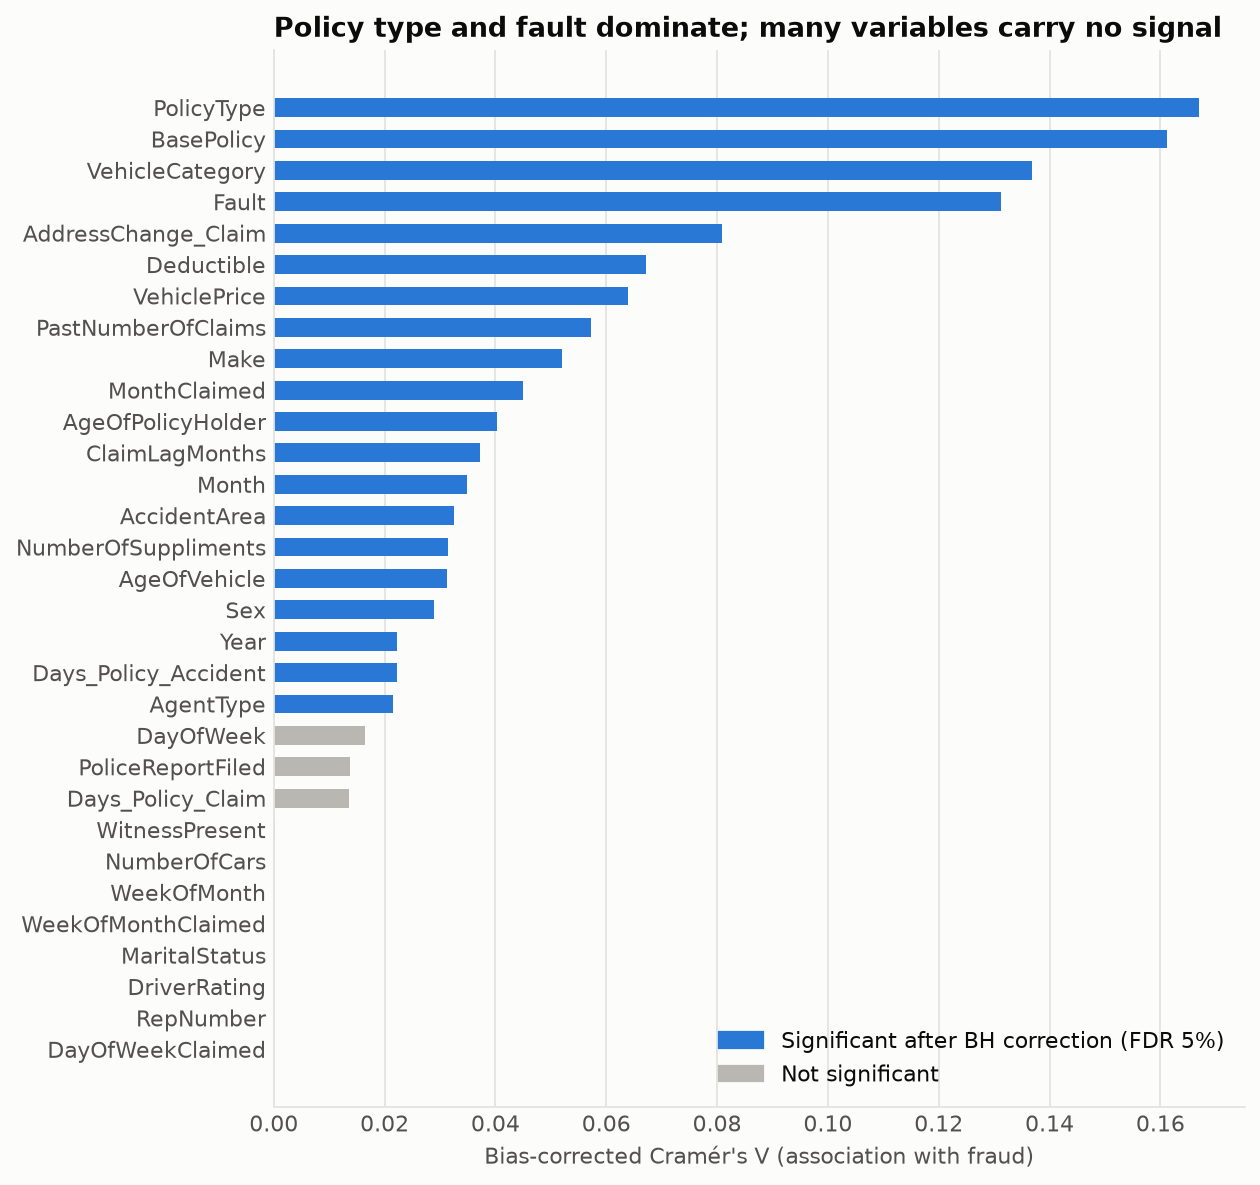 Policy type and fault dominate; many variables carry no signal
PolicyType
BasePolicy
VehicleCategory
Fault
AddressChange_Claim
Deductible
VehiclePrice
PastNumberOfClaims
Make
MonthClaimed
AgeOfPolicyHolder
ClaimLagMonths
Month
AccidentArea
NumberOfSuppliments
AgeOfVehicle
Sex
Year
Days_Policy_Accident
AgentType
DayOfWeek
PoliceReportFiled
Days_Policy_Claim
WitnessPresent
NumberOfCars
WeekOfMonth
WeekOfMonthClaimed
MaritalStatus
DriverRating
RepNumber
DayOfWeekClaimed
Significant after BH correction (FDR 5%)
Not significant
0.00 0.02 0.04 0.06 0.08 0.10 0.12 0.14 0.16
Bias-corrected Cramér's V (association with fraud)